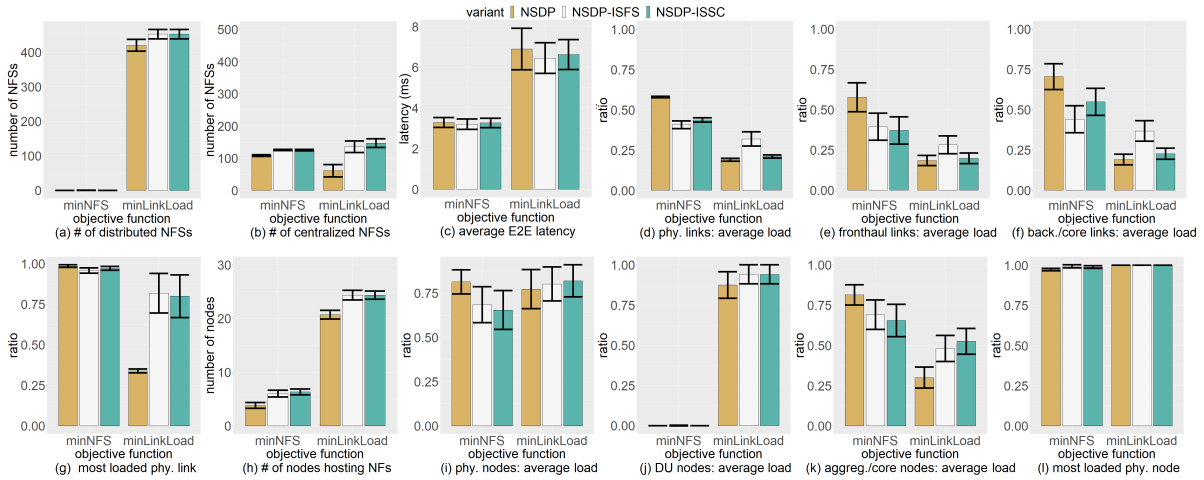 variant NSDP NSDP-ISFS NSDP-ISSC
number of NFSs
400
300
200
100
0
minNFS minLinkLoad
objective function
(a) # of distributed NFSs
number of NFSs
500
400
300
200
100
0
minNFS minLinkLoad
objective function
(b) # of centralized NFSs
latency (ms)
8
6
4
2
0
minNFS minLinkLoad
objective function
(c) average E2E latency
ratio
1.00
0.75
0.50
0.25
0.00
minNFS minLinkLoad
objective function
(d) phy. links: average load
ratio
1.00
0.75
0.50
0.25
0.00
minNFS minLinkLoad
objective function
(e) fronthaul links: average load
ratio
1.00
0.75
0.50
0.25
0.00
minNFS minLinkLoad
objective function
(f) back./core links: average load
ratio
1.00
0.75
0.50
0.25
0.00
minNFS minLinkLoad
objective function
(g) most loaded phy. link
number of nodes
30
20
10
0
minNFS minLinkLoad
objective function
(h) # of nodes hosting NFs
ratio
0.75
0.50
0.25
0.00
minNFS minLinkLoad
objective function
(i) phy. nodes: average load
ratio
1.00
0.75
0.50
0.25
0.00
minNFS minLinkLoad
objective function
(j) DU nodes: average load
ratio
1.00
0.75
0.50
0.25
0.00
minNFS minLinkLoad
objective function
(k) aggreg./core nodes: average load
ratio
1.00
0.75
0.50
0.25
0.00
minNFS minLinkLoad
objective function
(l) most loaded phy. node